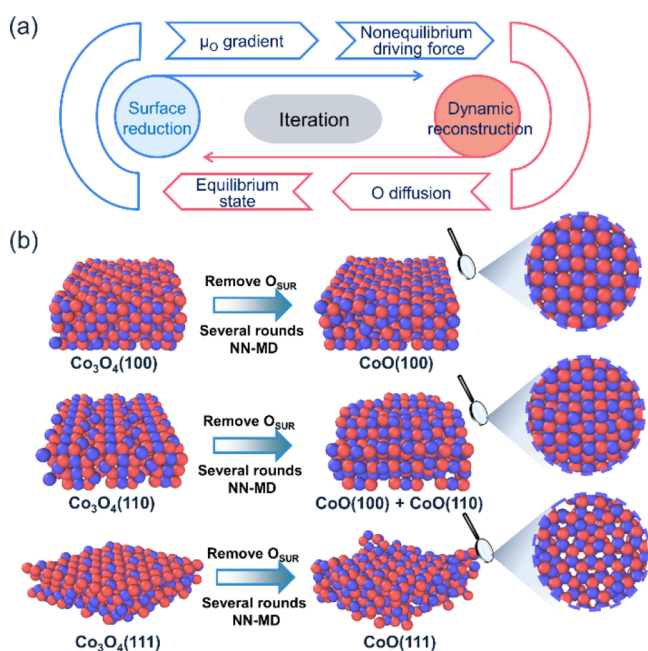 (a)
μO gradient
Nonequilibrium
driving force
Surface
reduction
Iteration
Dynamic
reconstruction
Equilibrium
state
O diffusion
(b)
Remove OSUR
Several rounds
NN-MD
Co3O4(100)
CoO(100)
Remove OSUR
Several rounds
NN-MD
Co3O4(110)
CoO(100) + CoO(110)
Remove OSUR
Several rounds
NN-MD
Co3O4(111)
CoO(111)